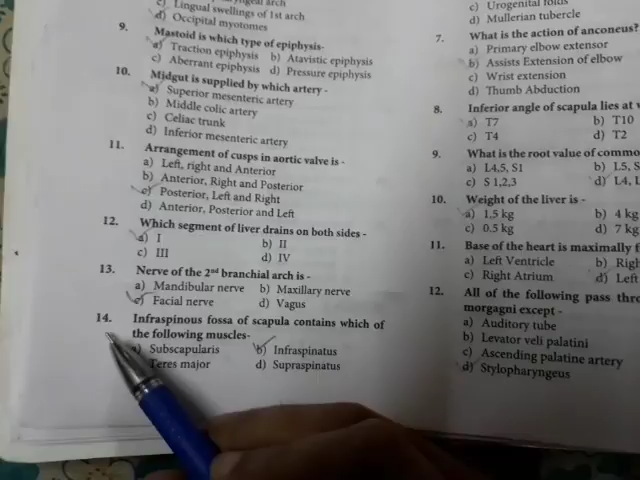 c) Lingual swellings of 1st arch
d) Occipital myotomes
9. Mastoid is which type of epiphysis-
a) Traction epiphysis b) Atavistic epiphysis
c) Aberrant epiphysis d) Pressure epiphysis
10. Midgut is supplied by which artery -
a) Superior mesenteric artery
b) Middle colic artery
c) Celiac trunk
d) Inferior mesenteric artery
11. Arrangement of cusps in aortic valve is -
a) Left, right and Anterior
b) Anterior, Right and Posterior
c) Posterior, Left and Right
d) Anterior, Posterior and Left
12. Which segment of liver drains on both sides -
a) I b) II
c) III d) IV
13. Nerve of the 2nd branchial arch is -
a) Mandibular nerve b) Maxillary nerve
c) Facial nerve d) Vagus
14. Infraspinous fossa of scapula contains which of
the following muscles-
a) Subscapularis b) Infraspinatus
Teres major d) Supraspinatus
c) Urogenital folds
d) Mullerian tubercle
7. What is the action of anconeus?
a) Primary elbow extensor
b) Assists Extension of elbow
c) Wrist extension
d) Thumb Abduction
8. Inferior angle of scapula lies at
a) T7 b) T10
c) T4 d) T2
9. What is the root value of commo
a) L4,5, S1 b) L5, S
c) S 1,2,3 d) L4, L
10. Weight of the liver is -
a) 1.5 kg b) 4 kg
c) 0.5 kg d) 7 kg
11. Base of the heart is maximally f
a) Left Ventricle b) Righ
c) Right Atrium d) Left
12. All of the following pass thro
morgagni except -
a) Auditory tube
b) Levator veli palatini
c) Ascending palatine artery
d) Stylopharyngeus